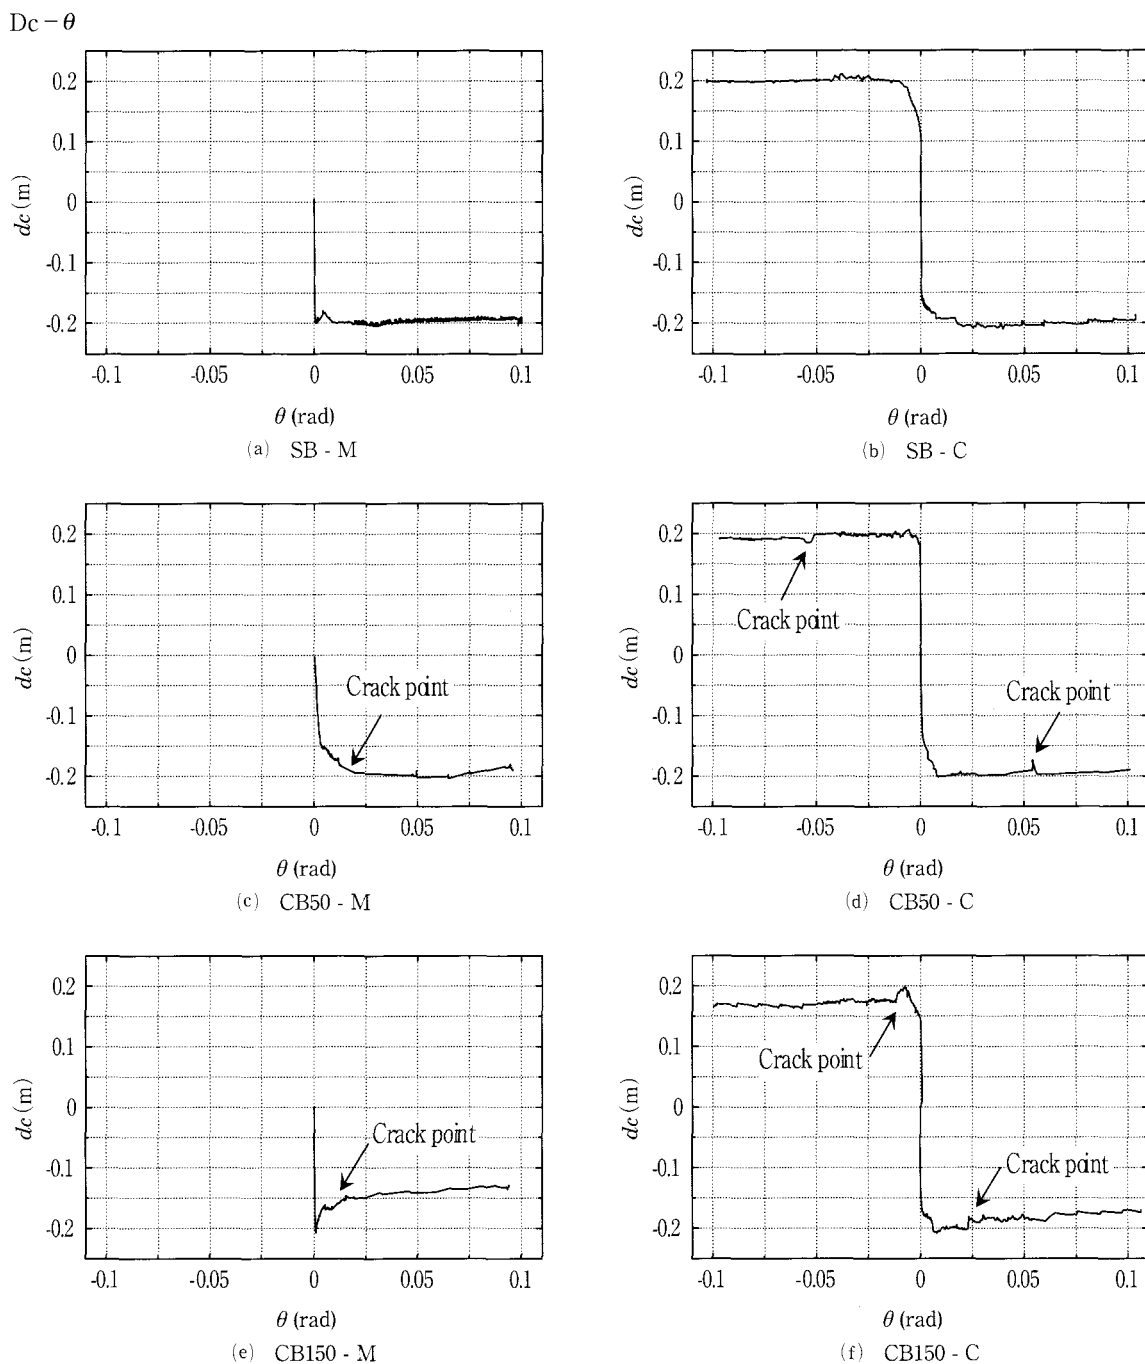 Dc－θ
0.2
0.1
0
-0.1
-0.2
dc (m)
-0.1 -0.05 0 0.05 0.1
θ (rad)
(a) SB - M
0.2
0.1
0
-0.1
-0.2
dc (m)
-0.1 -0.05 0 0.05 0.1
θ (rad)
(b) SB - C
0.2
0.1
0
-0.1
-0.2
dc (m)
Crack point
-0.1 -0.05 0 0.05 0.1
θ (rad)
(c) CB50 - M
0.2
0.1
0
-0.1
-0.2
dc (m)
Crack point
Crack point
-0.1 -0.05 0 0.05 0.1
θ (rad)
(d) CB50 - C
0.2
0.1
0
-0.1
-0.2
dc (m)
Crack point
-0.1 -0.05 0 0.05 0.1
θ (rad)
(e) CB150 - M
0.2
0.1
0
-0.1
-0.2
dc (m)
Crack point
Crack point
-0.1 -0.05 0 0.05 0.1
θ (rad)
(f) CB150 - C